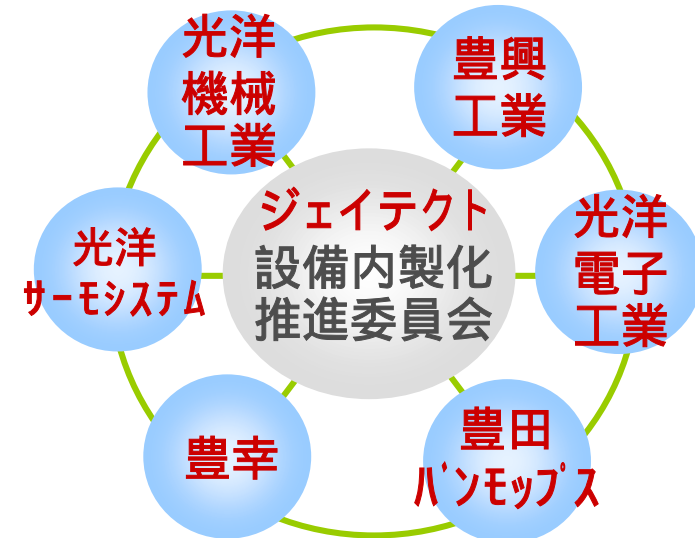 光洋
機械
工業
豊興
工業
ジェイテクト
設備内製化
推進委員会
光洋
サーモシステム
光洋
電子
工業
豊幸
豊田
バンモップス